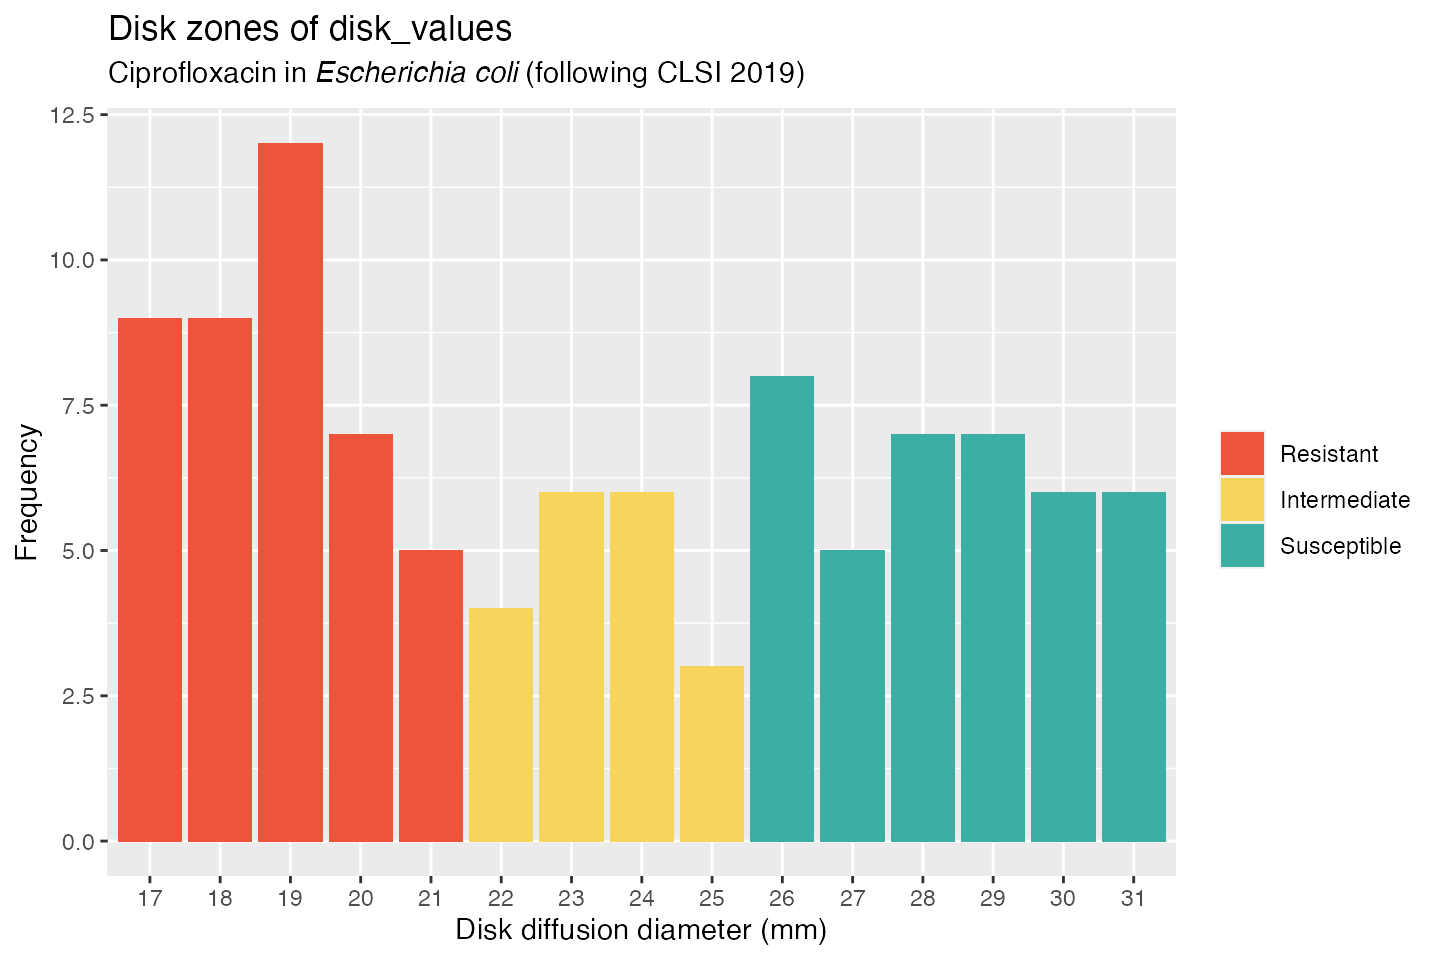 Disk zones of disk_values
Ciprofloxacin in Escherichia coli (following CLSI 2019)
Frequency
12.5
10.0
7.5
5.0
2.5
0.0
17 18 19 20 21 22 23 24 25 26 27 28 29 30 31
Disk diffusion diameter (mm)
Resistant
Intermediate
Susceptible